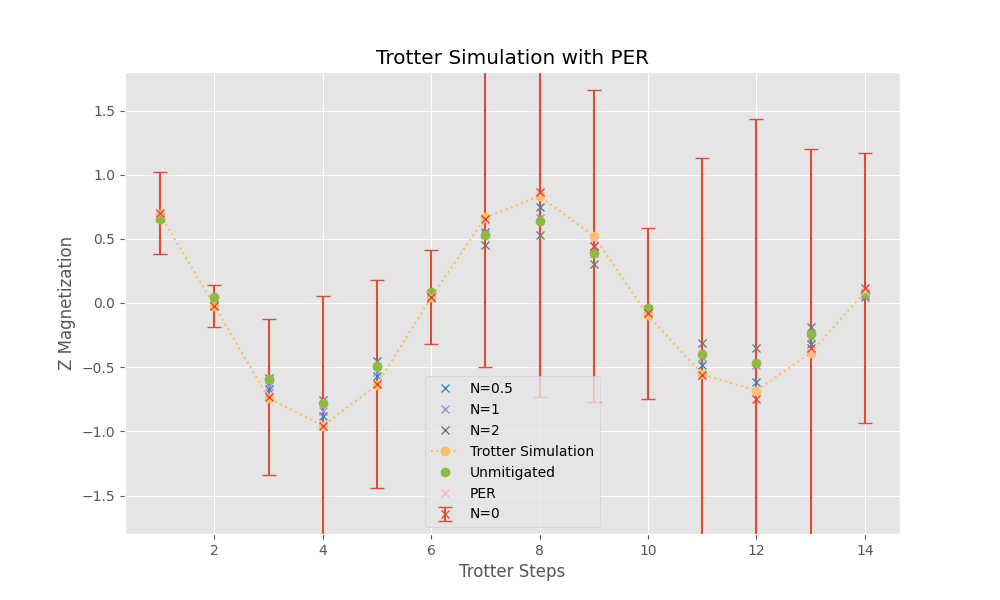 Trotter Simulation with PER
Z Magnetization
1.5
1.0
0.5
0.0
−0.5
−1.0
−1.5
N=0.5
N=1
N=2
Trotter Simulation
Unmitigated
PER
N=0
2 4 6 8 10 12 14
Trotter Steps